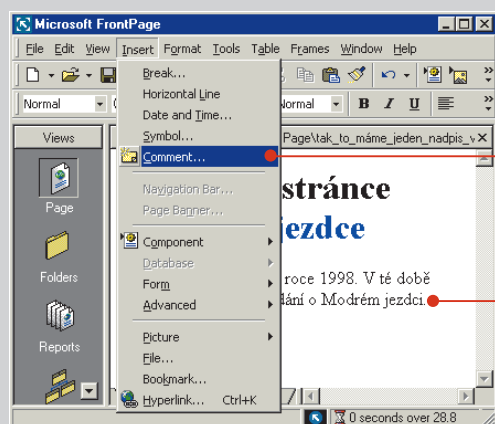 Microsoft FrontPage
File Edit View Insert Format Tools Table Frames Window Help
Normal
Normal B I U
Views
Page\tak_to_máme_jeden_nadpis_v
Break...
Horizontal Line
Date and Time...
Symbol...
Comment...
Navigation Bar...
Page Banner...
Component
Database
Form
Advanced
Picture
File...
Bookmark...
Hyperlink... Ctrl+K
Page
Folders
Reports
stránce
jezdce
roce 1998. V té době
dání o Modrém jezdci.
0 seconds over 28.8